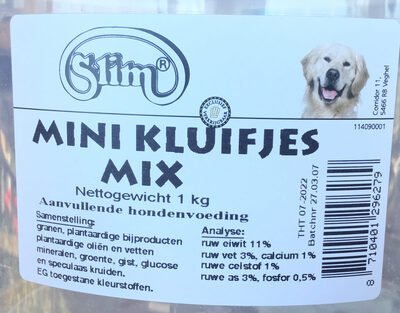 Slim®
Corridor 11,
5466 RB Veghel
114090001
EXCLUSIEF
MINI KLUIFJES
MIX
Nettogewicht 1 kg
Aanvullende hondenvoeding
Samenstelling:
granen, plantaardige bijproducten
plantaardige oliën en vetten
mineralen, groente, gist, glucose
en speculaas kruiden.
EG toegestane kleurstoffen.
Analyse:
ruw eiwit 11%
ruw vet 3%, calcium 1%
ruwe celstof 1%
ruwe as 3%, fosfor 0,5%
THT 07-2022
Batchnr 27.03.07
8 710401 296279